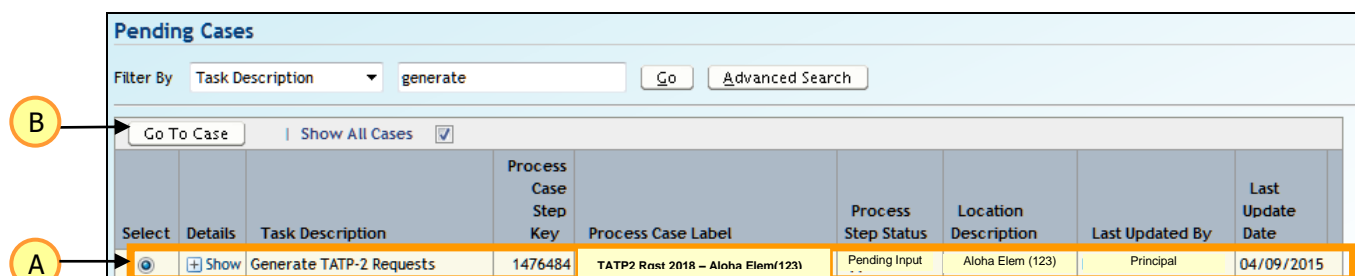 Pending Cases
Filter By Task Description generate Go Advanced Search
B
Go To Case | Show All Cases
Select Details Task Description Process Case Step Key Process Case Label Process Step Status Location Description Last Updated By Last Update Date
A
Show Generate TATP-2 Requests 1476484 TATP2 Rqst 2018 – Aloha Elem(123) Pending Input Aloha Elem (123) Principal 04/09/2015